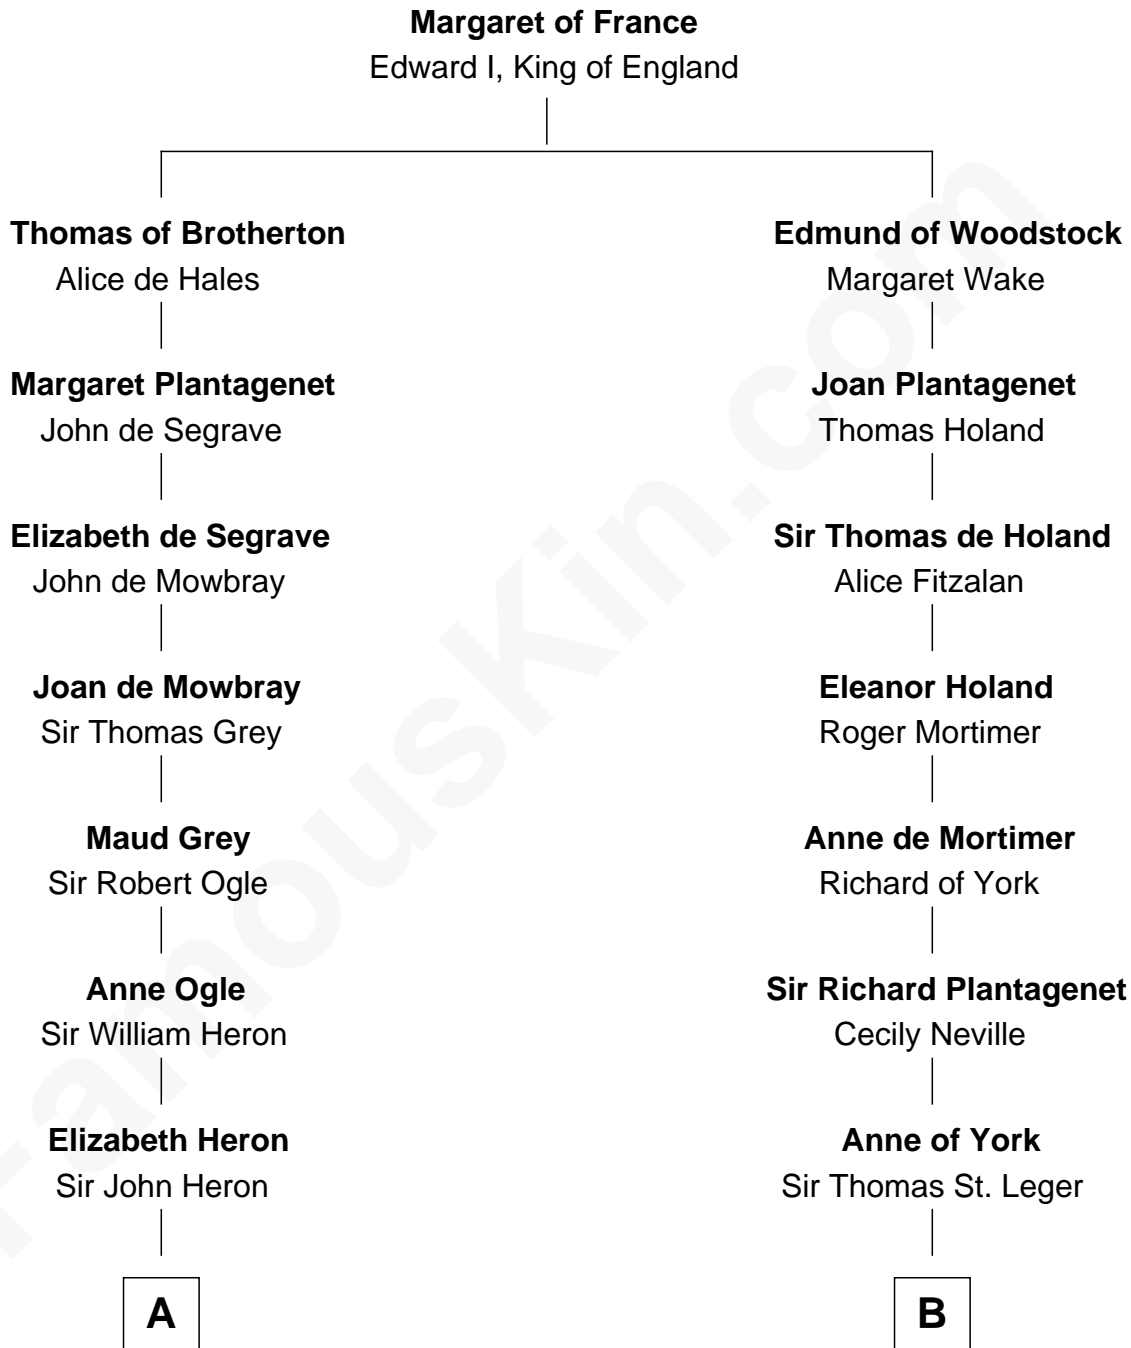 Margaret of France
Edward I, King of England
Thomas of Brotherton
Alice de Hales
Edmund of Woodstock
Margaret Wake
Margaret Plantagenet
John de Segrave
Joan Plantagenet
Thomas Holand
Elizabeth de Segrave
John de Mowbray
Sir Thomas de Holand
Alice Fitzalan
Joan de Mowbray
Sir Thomas Grey
Eleanor Holand
Roger Mortimer
Maud Grey
Sir Robert Ogle
Anne de Mortimer
Richard of York
Anne Ogle
Sir William Heron
Sir Richard Plantagenet
Cecily Neville
Elizabeth Heron
Sir John Heron
Anne of York
Sir Thomas St. Leger
A
B
FamousKin.com